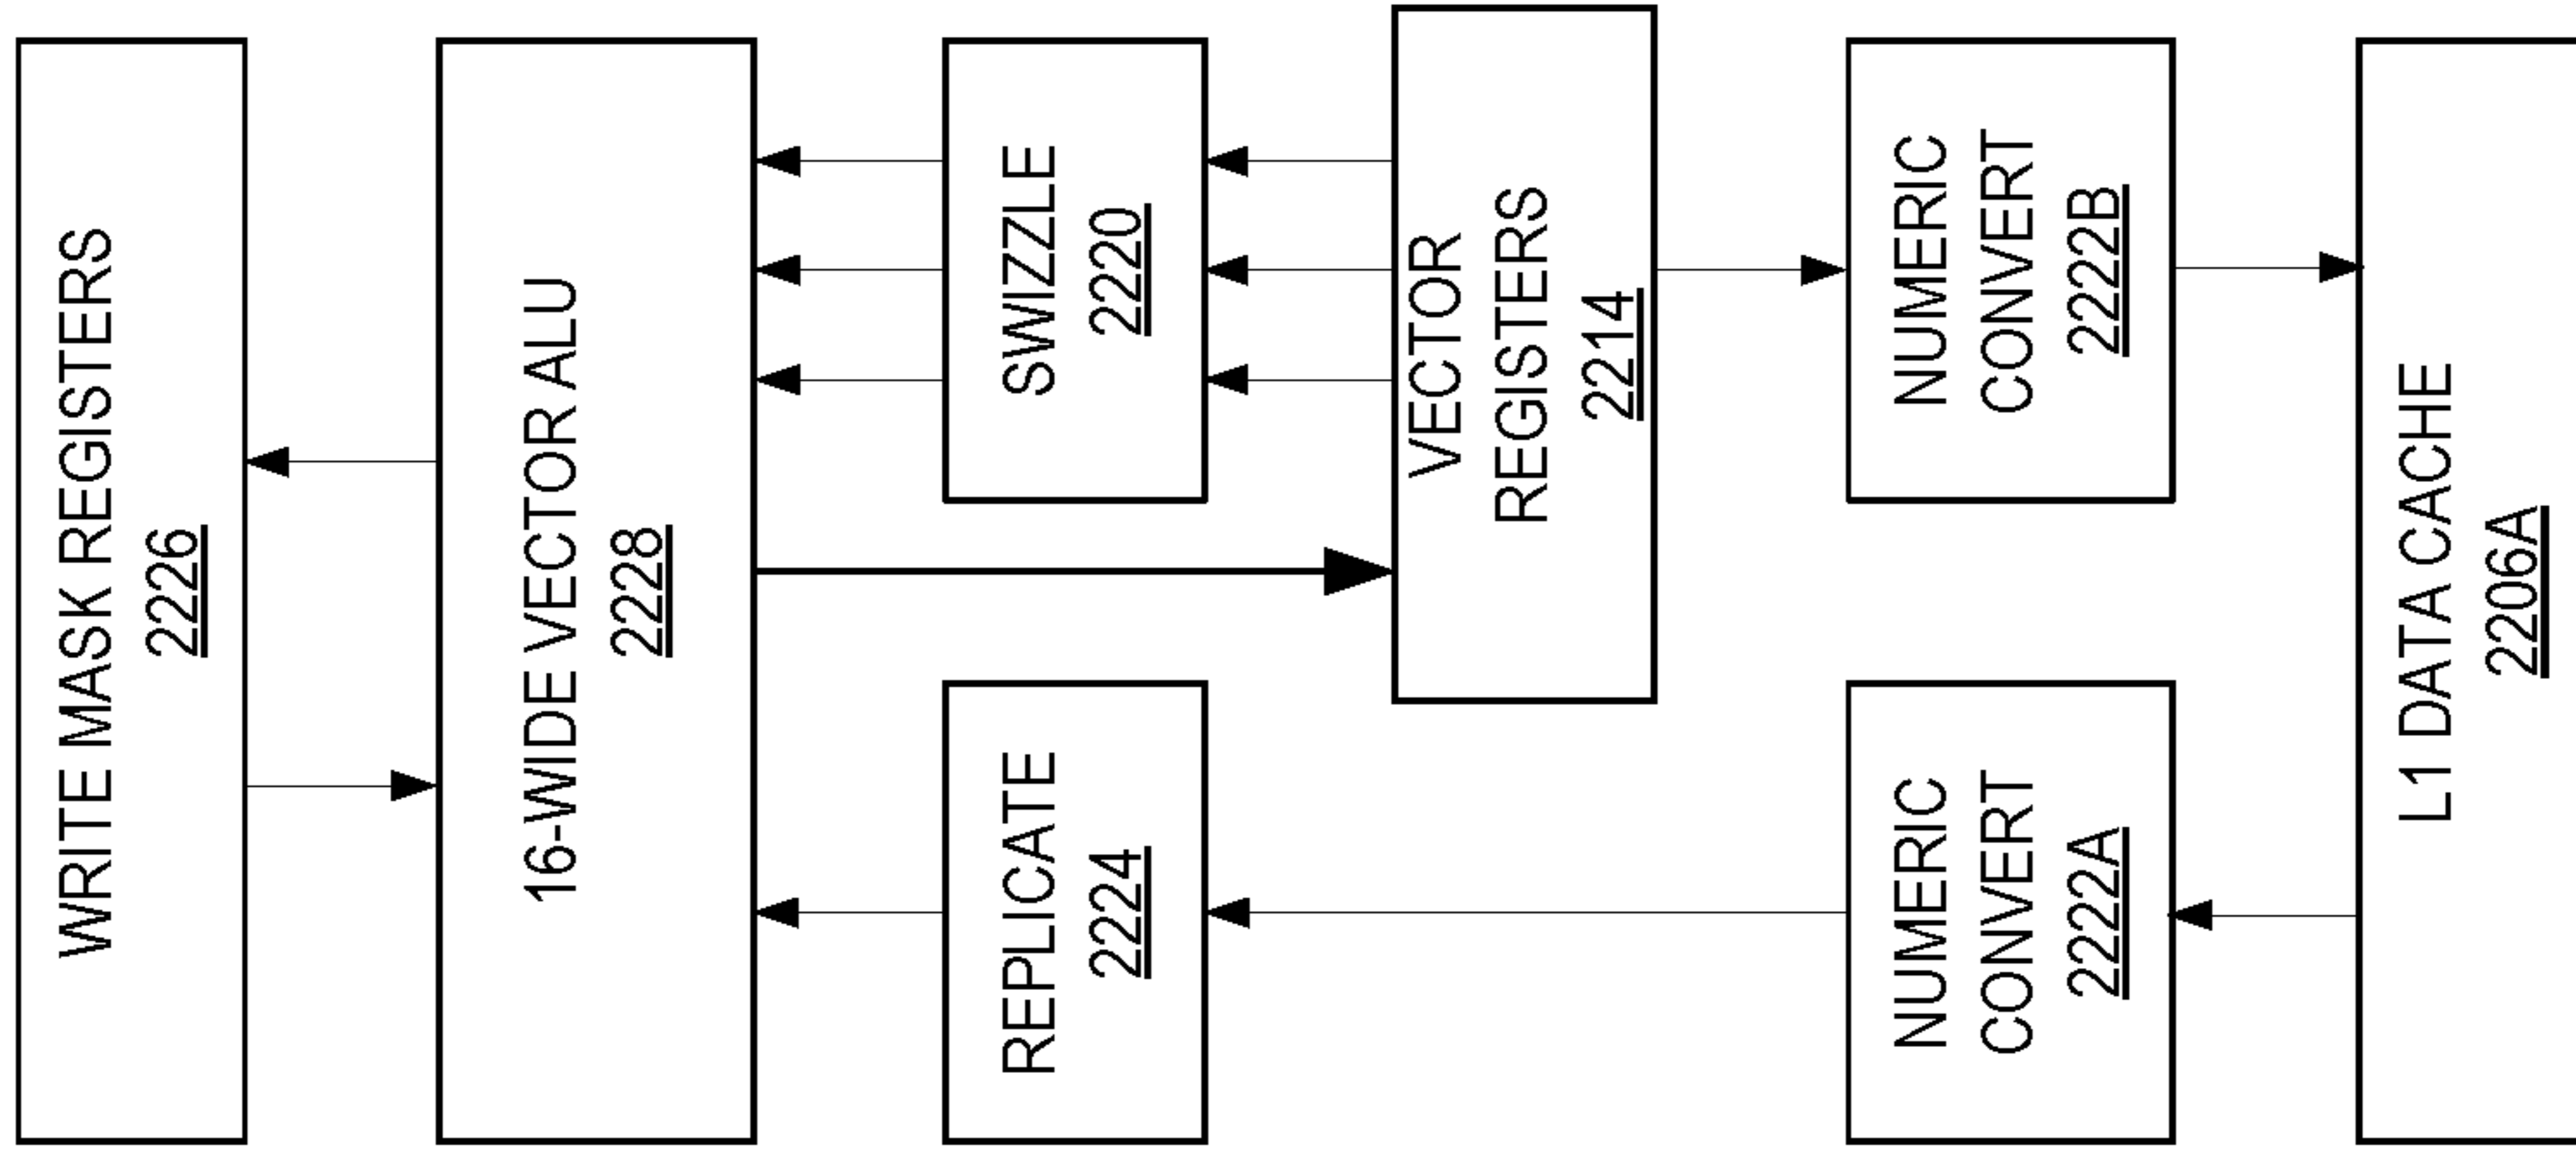 WRITE MASK REGISTERS
2226
16-WIDE VECTOR ALU
2228
REPLICATE
2224
SWIZZLE
2220
VECTOR
REGISTERS
2214
NUMERIC
CONVERT
2222A
NUMERIC
CONVERT
2222B
L1 DATA CACHE
2206A